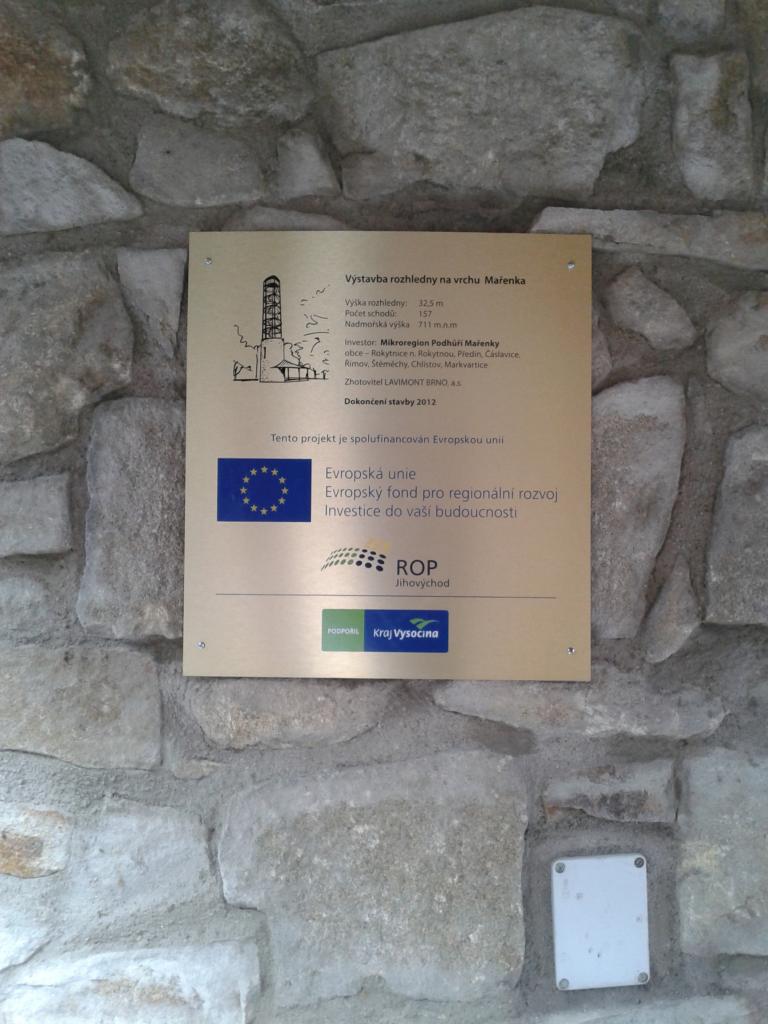 Výstavba rozhledny na vrchu Mařenka
Výška rozhledny: 32,5 m
Počet schodů: 157
Nadmořská výška 711 m.n.m
Investor: Mikroregion Podhůří Mařenky
obce – Rokytnice n. Rokytnou, Předín, Čáslavice,
Římov, Štěměchy, Chlístov, Markvartice
Zhotovitel LAVIMONT BRNO, a.s.
Dokončení stavby 2012
Tento projekt je spolufinancován Evropskou unií
Evropská unie
Evropský fond pro regionální rozvoj
Investice do vaší budoucnosti
ROP
Jihovýchod
PODPOŘIL Kraj Vysočina